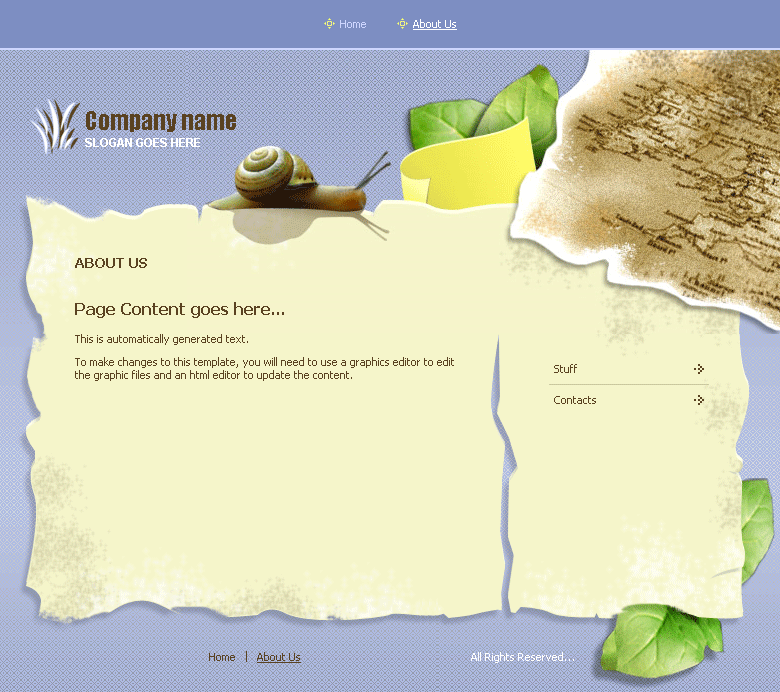 Home About Us
Company name
SLOGAN GOES HERE
ABOUT US
Page Content goes here...
This is automatically generated text.
To make changes to this template, you will need to use a graphics editor to edit
the graphic files and an html editor to update the content.
Stuff
Contacts
Home | About Us
All Rights Reserved...